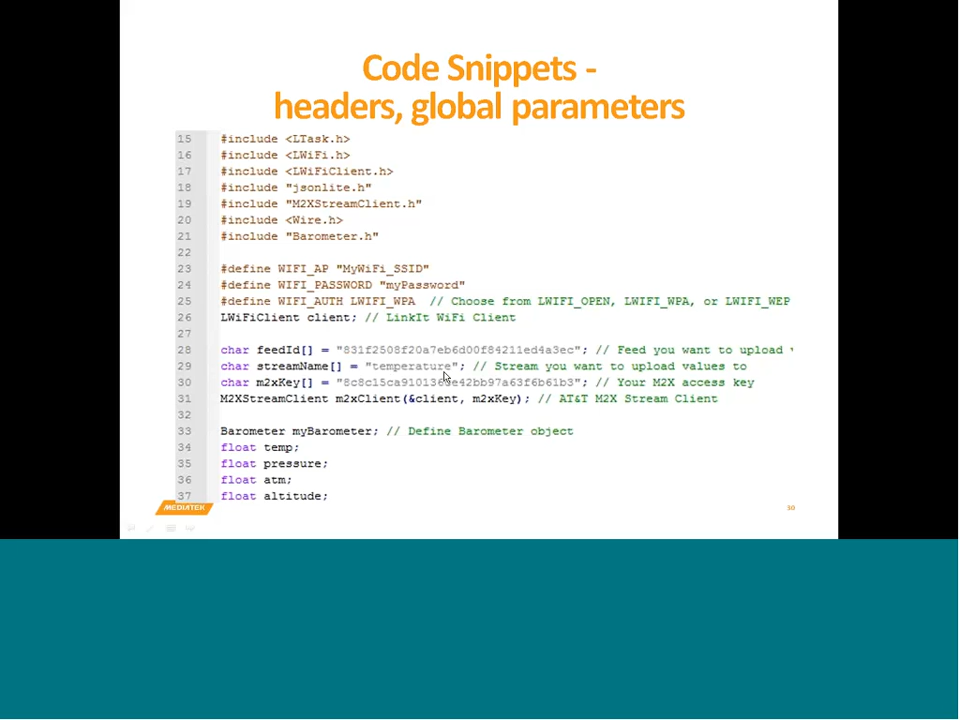 Code Snippets -
headers, global parameters
15 #include <LTask.h>
16 #include <LWiFi.h>
17 #include <LWiFiClient.h>
18 #include "jsonlite.h"
19 #include "M2XStreamClient.h"
20 #include <Wire.h>
21 #include "Barometer.h"
22
23 #define WIFI_AP "MyWiFi_SSID"
24 #define WIFI_PASSWORD "myPassword"
25 #define WIFI_AUTH LWIFI_WPA // Choose from LWIFI_OPEN, LWIFI_WPA, or LWIFI_WEP
26 LWiFiClient client; // LinkIt WiFi Client
27
28 char feedId[] = "831f2508f20a7eb6d00f84211ed4a3ec"; // Feed you want to upload
29 char streamName[] = "temperature"; // Stream you want to upload values to
30 char m2xKey[] = // Your M2X access key
31 M2XStreamClient m2xClient(&client, m2xKey); // AT&T M2X Stream Client
32
33 Barometer myBarometer; // Define Barometer object
34 float temp;
35 float pressure;
36 float atm;
37 float altitude;
MEDIATEK
30